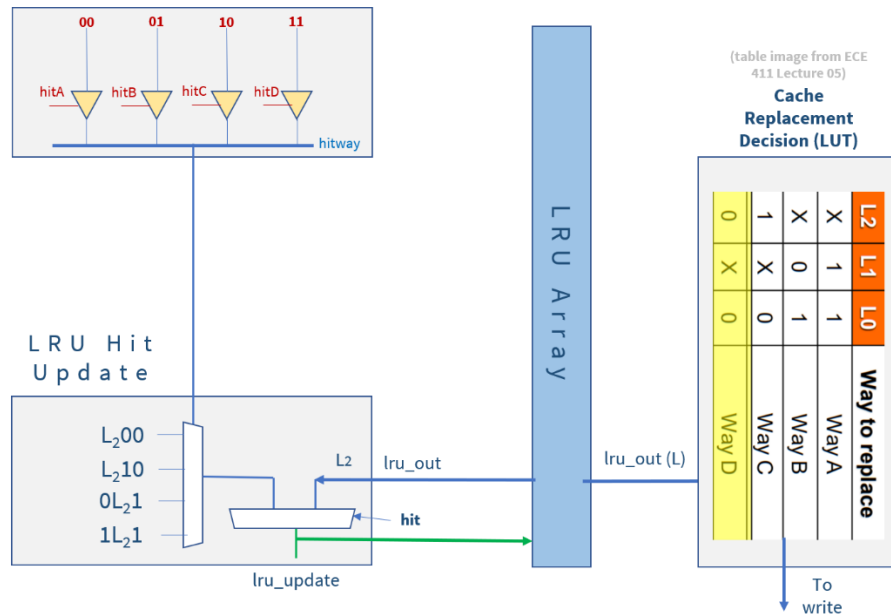 00 01 10 11
hitA hitB hitC hitD
hitway
LRU Hit
Update
L₂00
L₂10
0L₂1
1L₂1
L₂
lru_out
hit
lru_update
LRU Array
lru_out (L)
(table image from ECE
411 Lecture 05)
Cache
Replacement
Decision (LUT)
L2 L1 L0 Way to replace
X 1 1 Way A
X 0 1 Way B
1 X 0 Way C
0 X 0 Way D
To
write